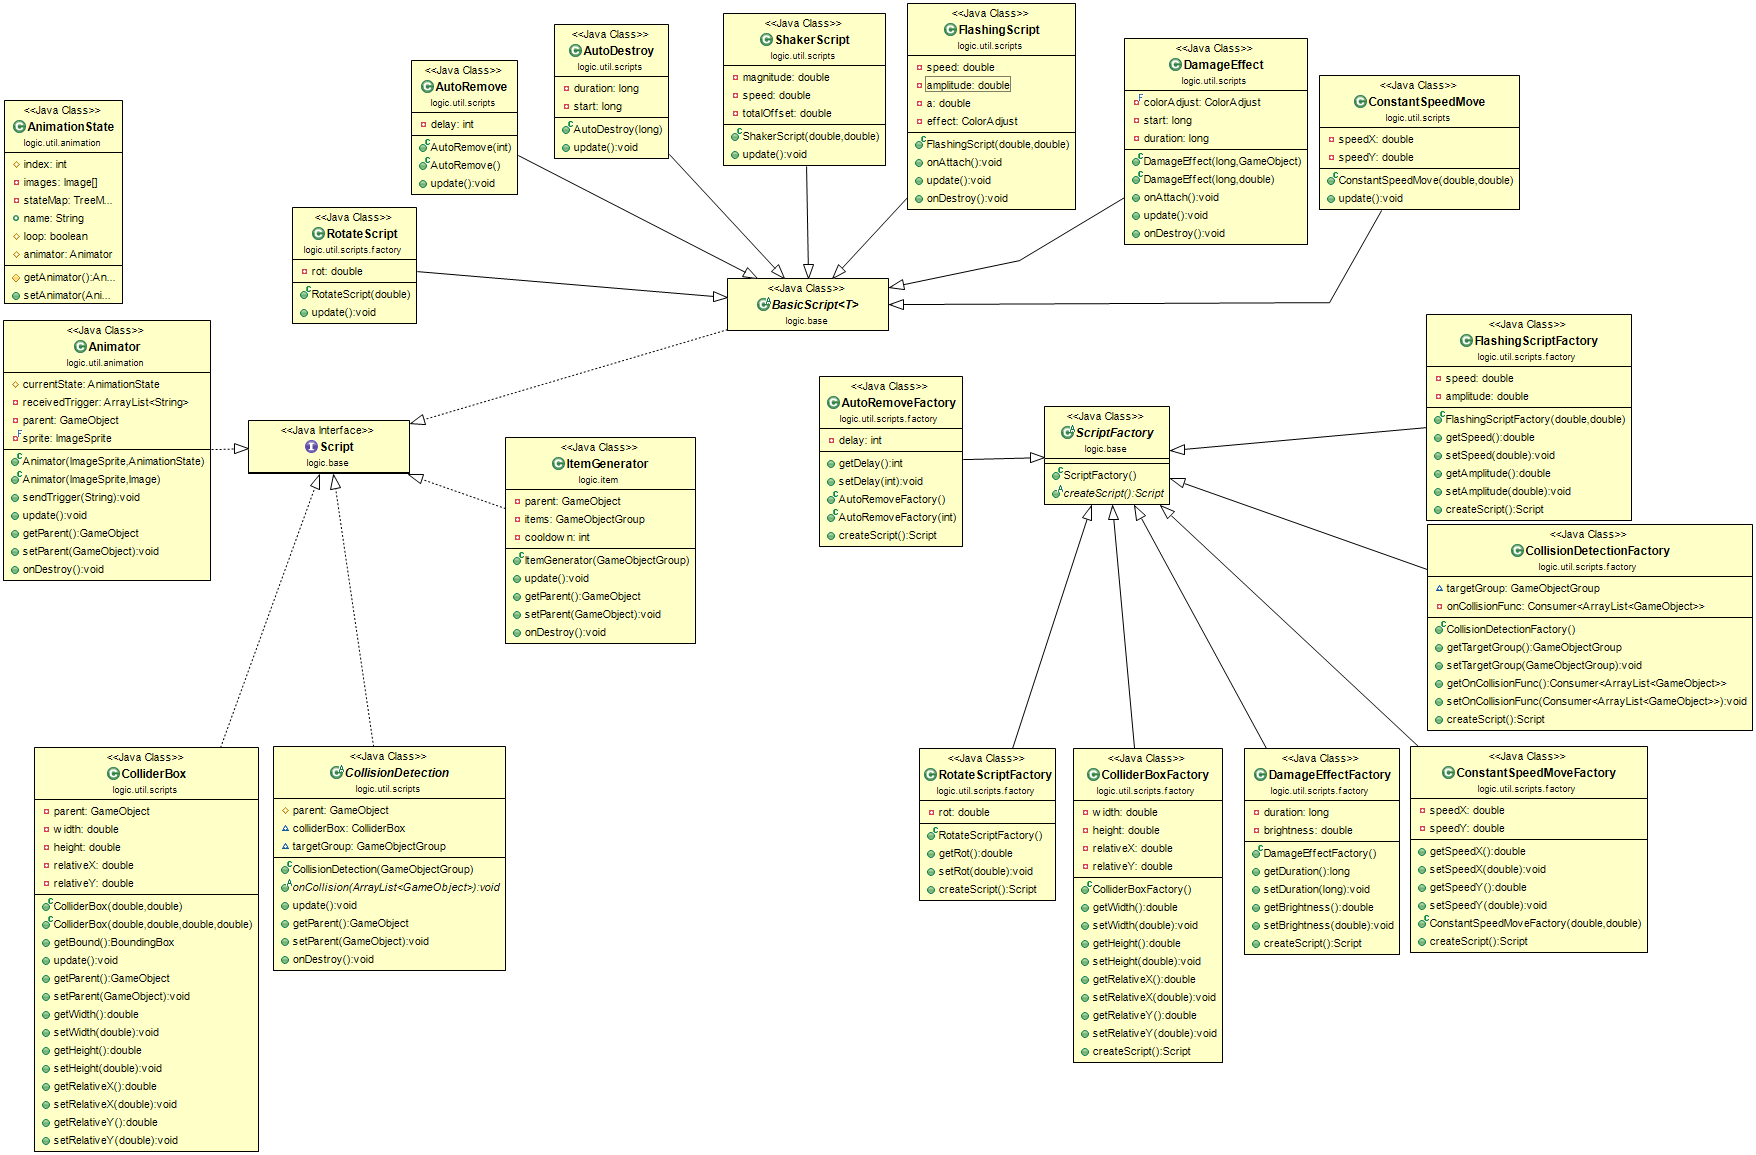 <<Java Class>>
AnimationState
logic.util.animation
index: int
images: Image[]
stateMap: TreeM...
name: String
loop: boolean
animator: Animator
getAnimator():An...
setAnimator(Ani...
<<Java Class>>
AutoRemove
logic.util.scripts
delay: int
AutoRemove(int)
AutoRemove()
update():void
<<Java Class>>
AutoDestroy
logic.util.scripts
duration: long
start: long
AutoDestroy(long)
update():void
<<Java Class>>
ShakerScript
logic.util.scripts
magnitude: double
speed: double
totalOffset: double
ShakerScript(double,double)
update():void
<<Java Class>>
FlashingScript
logic.util.scripts
speed: double
amplitude: double
a: double
effect: ColorAdjust
FlashingScript(double,double)
onAttach():void
update():void
onDestroy():void
<<Java Class>>
DamageEffect
logic.util.scripts
colorAdjust: ColorAdjust
start: long
duration: long
DamageEffect(long,GameObject)
DamageEffect(long,double)
onAttach():void
update():void
onDestroy():void
<<Java Class>>
ConstantSpeedMove
logic.util.scripts
speedX: double
speedY: double
ConstantSpeedMove(double,double)
update():void
<<Java Class>>
RotateScript
logic.util.scripts.factory
rot: double
RotateScript(double)
update():void
<<Java Class>>
BasicScript<T>
logic.base
<<Java Class>>
Animator
logic.util.animation
currentState: AnimationState
receivedTrigger: ArrayList<String>
parent: GameObject
sprite: ImageSprite
Animator(ImageSprite,AnimationState)
Animator(ImageSprite,Image)
sendTrigger(String):void
update():void
getParent():GameObject
setParent(GameObject):void
onDestroy():void
<<Java Interface>>
Script
logic.base
<<Java Class>>
ItemGenerator
logic.item
parent: GameObject
items: GameObjectGroup
cooldown: int
ItemGenerator(GameObjectGroup)
update():void
getParent():GameObject
setParent(GameObject):void
onDestroy():void
<<Java Class>>
AutoRemoveFactory
logic.util.scripts.factory
delay: int
getDelay():int
setDelay(int):void
AutoRemoveFactory()
AutoRemoveFactory(int)
createScript():Script
<<Java Class>>
ScriptFactory
logic.base
ScriptFactory()
createScript():Script
<<Java Class>>
FlashingScriptFactory
logic.util.scripts.factory
speed: double
amplitude: double
FlashingScriptFactory(double,double)
getSpeed():double
setSpeed(double):void
getAmplitude():double
setAmplitude(double):void
createScript():Script
<<Java Class>>
CollisionDetectionFactory
logic.util.scripts.factory
targetGroup: GameObjectGroup
onCollisionFunc: Consumer<ArrayList<GameObject>>
CollisionDetectionFactory()
getTargetGroup():GameObjectGroup
setTargetGroup(GameObjectGroup):void
getOnCollisionFunc():Consumer<ArrayList<GameObject>>
setOnCollisionFunc(Consumer<ArrayList<GameObject>>):void
createScript():Script
<<Java Class>>
ColliderBox
logic.util.scripts
parent: GameObject
width: double
height: double
relativeX: double
relativeY: double
ColliderBox(double,double)
ColliderBox(double,double,double,double)
getBound():BoundingBox
update():void
getParent():GameObject
setParent(GameObject):void
getWidth():double
setWidth(double):void
getHeight():double
setHeight(double):void
getRelativeX():double
setRelativeX(double):void
getRelativeY():double
setRelativeY(double):void
<<Java Class>>
CollisionDetection
logic.util.scripts
parent: GameObject
colliderBox: ColliderBox
targetGroup: GameObjectGroup
CollisionDetection(GameObjectGroup)
onCollision(ArrayList<GameObject>):void
update():void
getParent():GameObject
setParent(GameObject):void
onDestroy():void
<<Java Class>>
RotateScriptFactory
logic.util.scripts.factory
rot: double
RotateScriptFactory()
getRot():double
setRot(double):void
createScript():Script
<<Java Class>>
ColliderBoxFactory
logic.util.scripts.factory
width: double
height: double
relativeX: double
relativeY: double
ColliderBoxFactory()
getWidth():double
setWidth(double):void
getHeight():double
setHeight(double):void
getRelativeX():double
setRelativeX(double):void
getRelativeY():double
setRelativeY(double):void
createScript():Script
<<Java Class>>
DamageEffectFactory
logic.util.scripts.factory
duration: long
brightness: double
DamageEffectFactory()
getDuration():long
setDuration(long):void
getBrightness():double
setBrightness(double):void
createScript():Script
<<Java Class>>
ConstantSpeedMoveFactory
logic.util.scripts.factory
speedX: double
speedY: double
getSpeedX():double
setSpeedX(double):void
getSpeedY():double
setSpeedY(double):void
ConstantSpeedMoveFactory(double,double)
createScript():Script